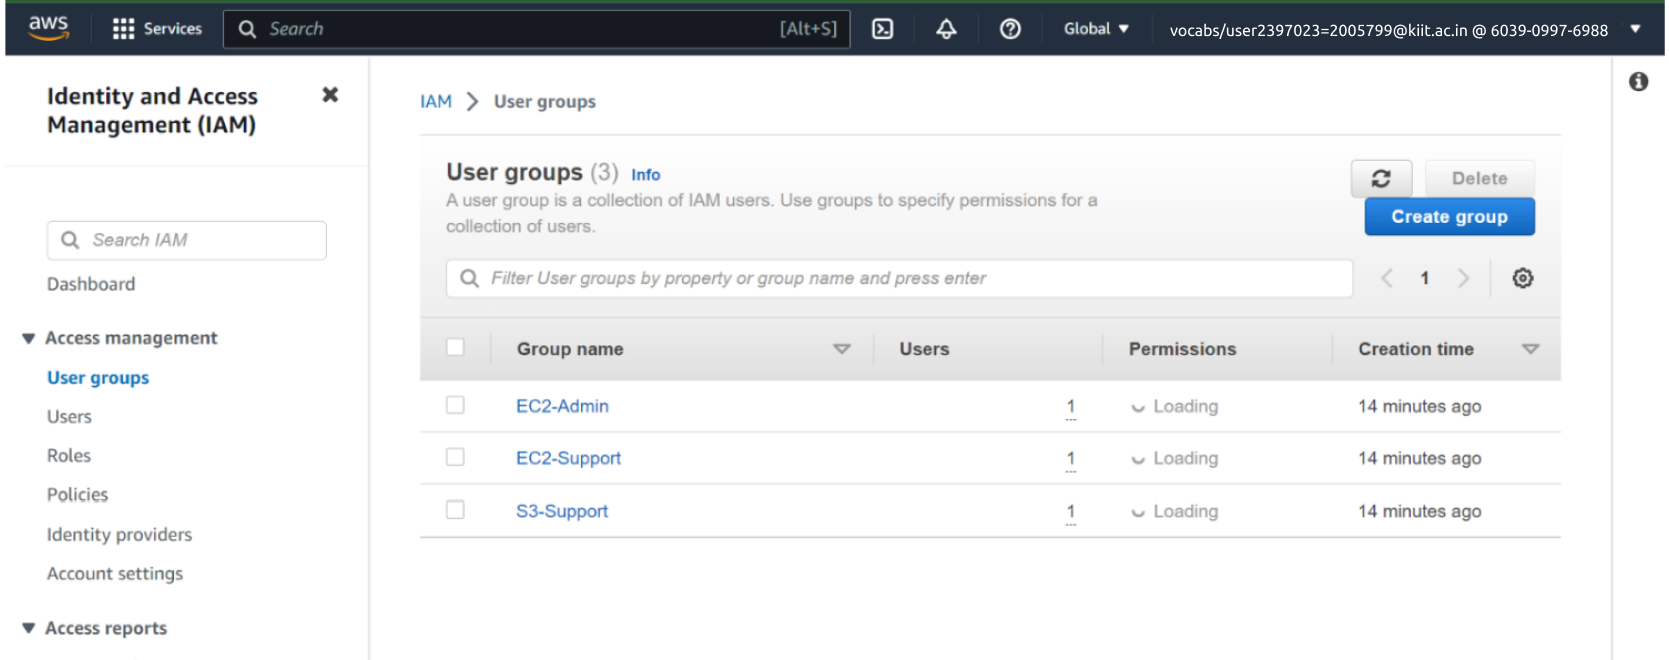 aws
Services
Search
[Alt+S]
Global
vocabs/user2397023=2005799@kiit.ac.in @ 6039-0997-6988
Identity and Access
Management (IAM)
Search IAM
Dashboard
Access management
User groups
Users
Roles
Policies
Identity providers
Account settings
Access reports
IAM > User groups
User groups (3) Info
A user group is a collection of IAM users. Use groups to specify permissions for a
collection of users.
Delete
Create group
Filter User groups by property or group name and press enter
1
Group name Users Permissions Creation time
EC2-Admin 1 Loading 14 minutes ago
EC2-Support 1 Loading 14 minutes ago
S3-Support 1 Loading 14 minutes ago